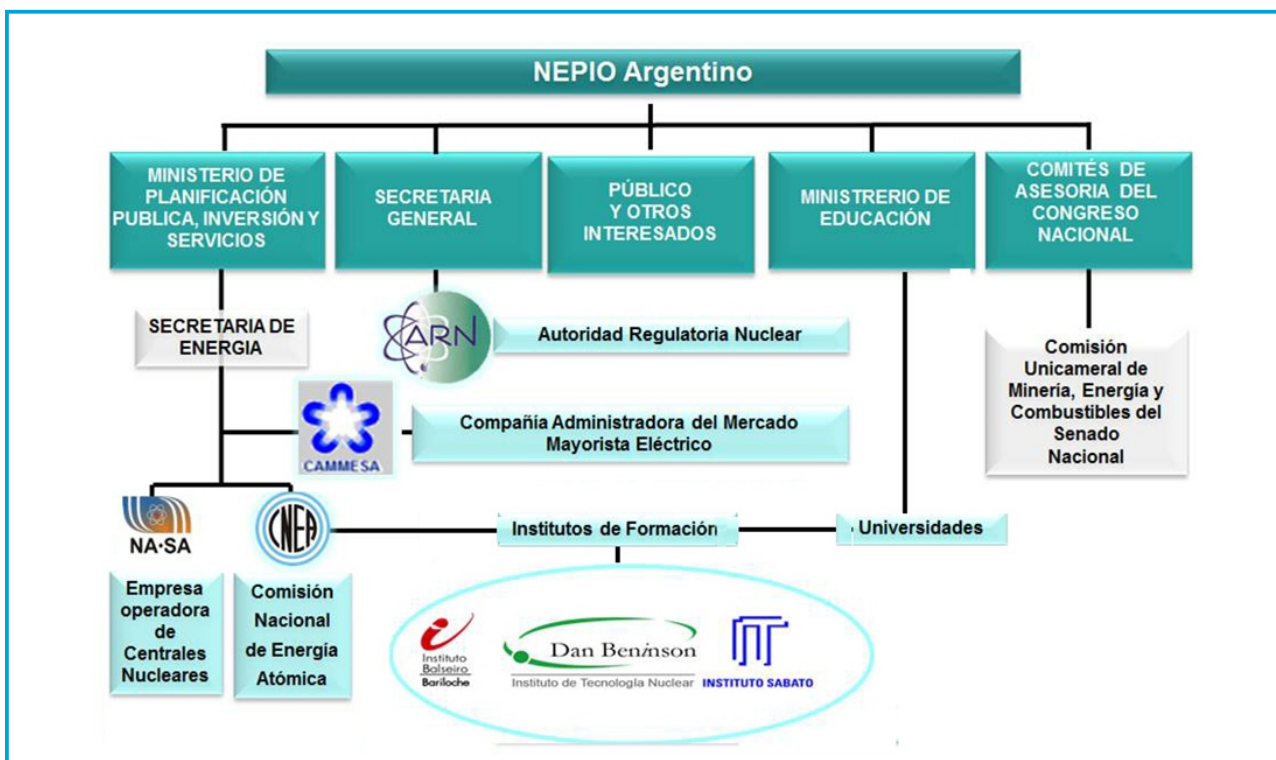 NEPIO Argentino
MINISTERIO DE
PLANIFICACIÓN
PUBLICA, INVERSIÓN Y
SERVICIOS
SECRETARIA
GENERAL
PÚBLICO
Y OTROS
INTERESADOS
MINISTRERIO DE
EDUCACIÓN
COMITÉS DE
ASESORIA DEL
CONGRESO
NACIONAL
SECRETARIA DE
ENERGIA
ARN
Autoridad Regulatoria Nuclear
Comisión
Unicameral de
Minería, Energía y
Combustibles del
Senado
Nacional
CAMMESA
Compañía Administradora del Mercado
Mayorista Eléctrico
NA·SA
CNEA
Institutos de Formación
Universidades
Empresa
operadora
de
Centrales
Nucleares
Comisión
Nacional
de Energía
Atómica
Instituto
Balseiro
Bariloche
Dan Beninson
Instituto de Tecnología Nuclear
INSTITUTO SABATO